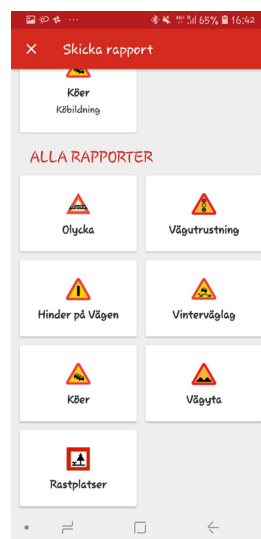 65% 16:42
Skicka rapport
Köer
Köbildning
ALLA RAPPORTER
Olycka
Vägutrustning
Hinder på Vägen
Vinterväglag
Köer
Vägyta
Rastplatser